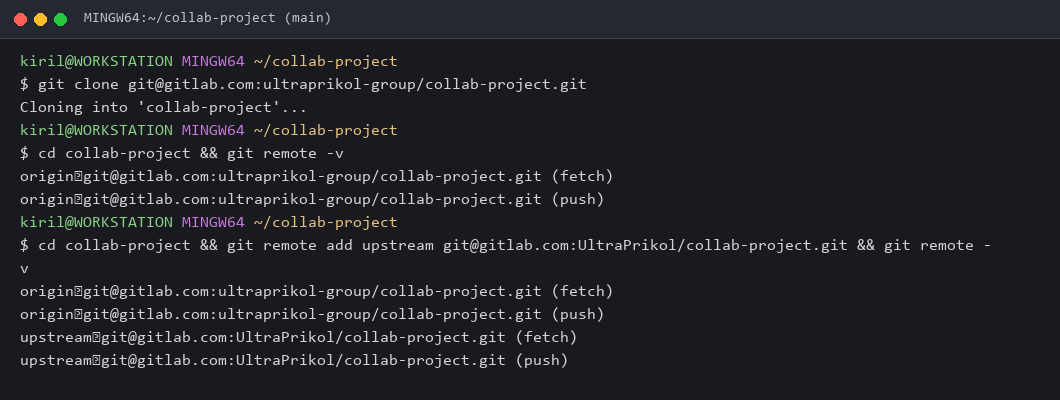 MINGW64:~/collab-project (main)
kiril@WORKSTATION MINGW64 ~/collab-project
$ git clone git@gitlab.com:ultraprikol-group/collab-project.git
Cloning into 'collab-project'...
kiril@WORKSTATION MINGW64 ~/collab-project
$ cd collab-project && git remote -v
origin git@gitlab.com:ultraprikol-group/collab-project.git (fetch)
origin git@gitlab.com:ultraprikol-group/collab-project.git (push)
kiril@WORKSTATION MINGW64 ~/collab-project
$ cd collab-project && git remote add upstream git@gitlab.com:UltraPrikol/collab-project.git && git remote -
v
origin git@gitlab.com:ultraprikol-group/collab-project.git (fetch)
origin git@gitlab.com:ultraprikol-group/collab-project.git (push)
upstream git@gitlab.com:UltraPrikol/collab-project.git (fetch)
upstream git@gitlab.com:UltraPrikol/collab-project.git (push)